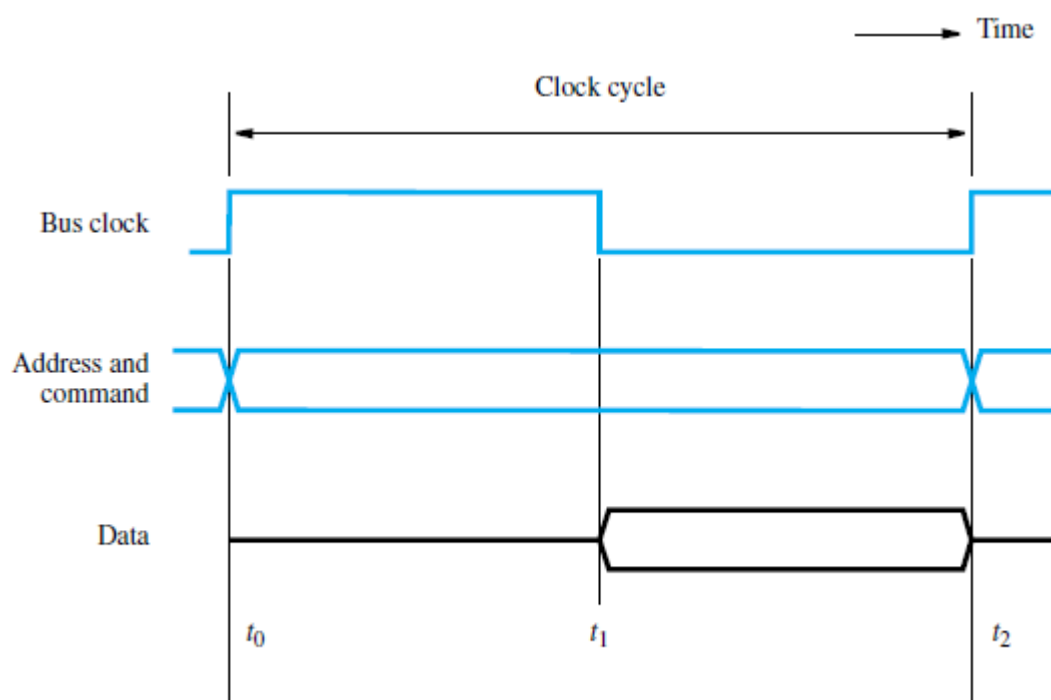 Time
Clock cycle
Bus clock
Address and
command
Data
t0
t1
t2